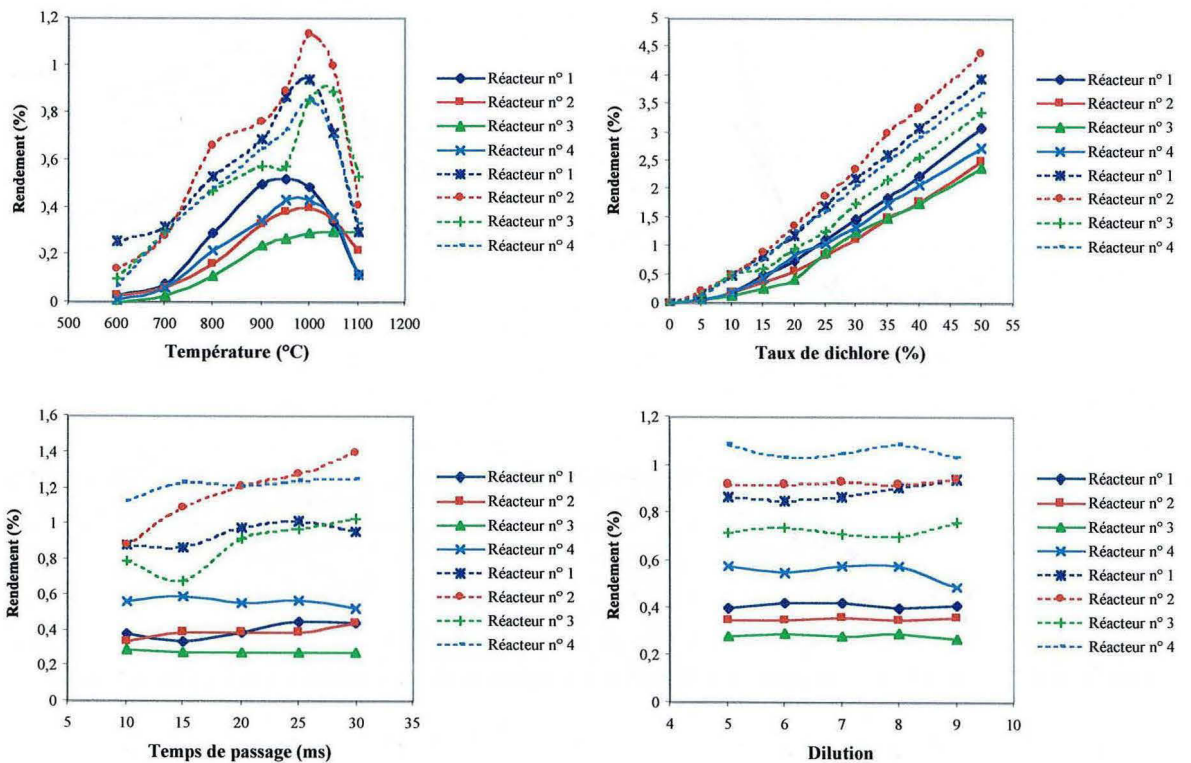 1,2
1
0,8
0,6
0,4
0,2
0
500 600 700 800 900 1000 1100 1200
Rendement (%)
Température (°C)
Réacteur n° 1
Réacteur n° 2
Réacteur n° 3
Réacteur n° 4
Réacteur n° 1
Réacteur n° 2
Réacteur n° 3
Réacteur n° 4
5
4,5
4
3,5
3
2,5
2
1,5
1
0,5
0
0 5 10 15 20 25 30 35 40 45 50 55
Rendement (%)
Taux de dichlore (%)
Réacteur n° 1
Réacteur n° 2
Réacteur n° 3
Réacteur n° 4
Réacteur n° 1
Réacteur n° 2
Réacteur n° 3
Réacteur n° 4
1,6
1,4
1,2
1
0,8
0,6
0,4
0,2
0
5 10 15 20 25 30 35
Rendement (%)
Temps de passage (ms)
Réacteur n° 1
Réacteur n° 2
Réacteur n° 3
Réacteur n° 4
Réacteur n° 1
Réacteur n° 2
Réacteur n° 3
Réacteur n° 4
1,2
1
0,8
0,6
0,4
0,2
0
4 5 6 7 8 9 10
Rendement (%)
Dilution
Réacteur n° 1
Réacteur n° 2
Réacteur n° 3
Réacteur n° 4
Réacteur n° 1
Réacteur n° 2
Réacteur n° 3
Réacteur n° 4